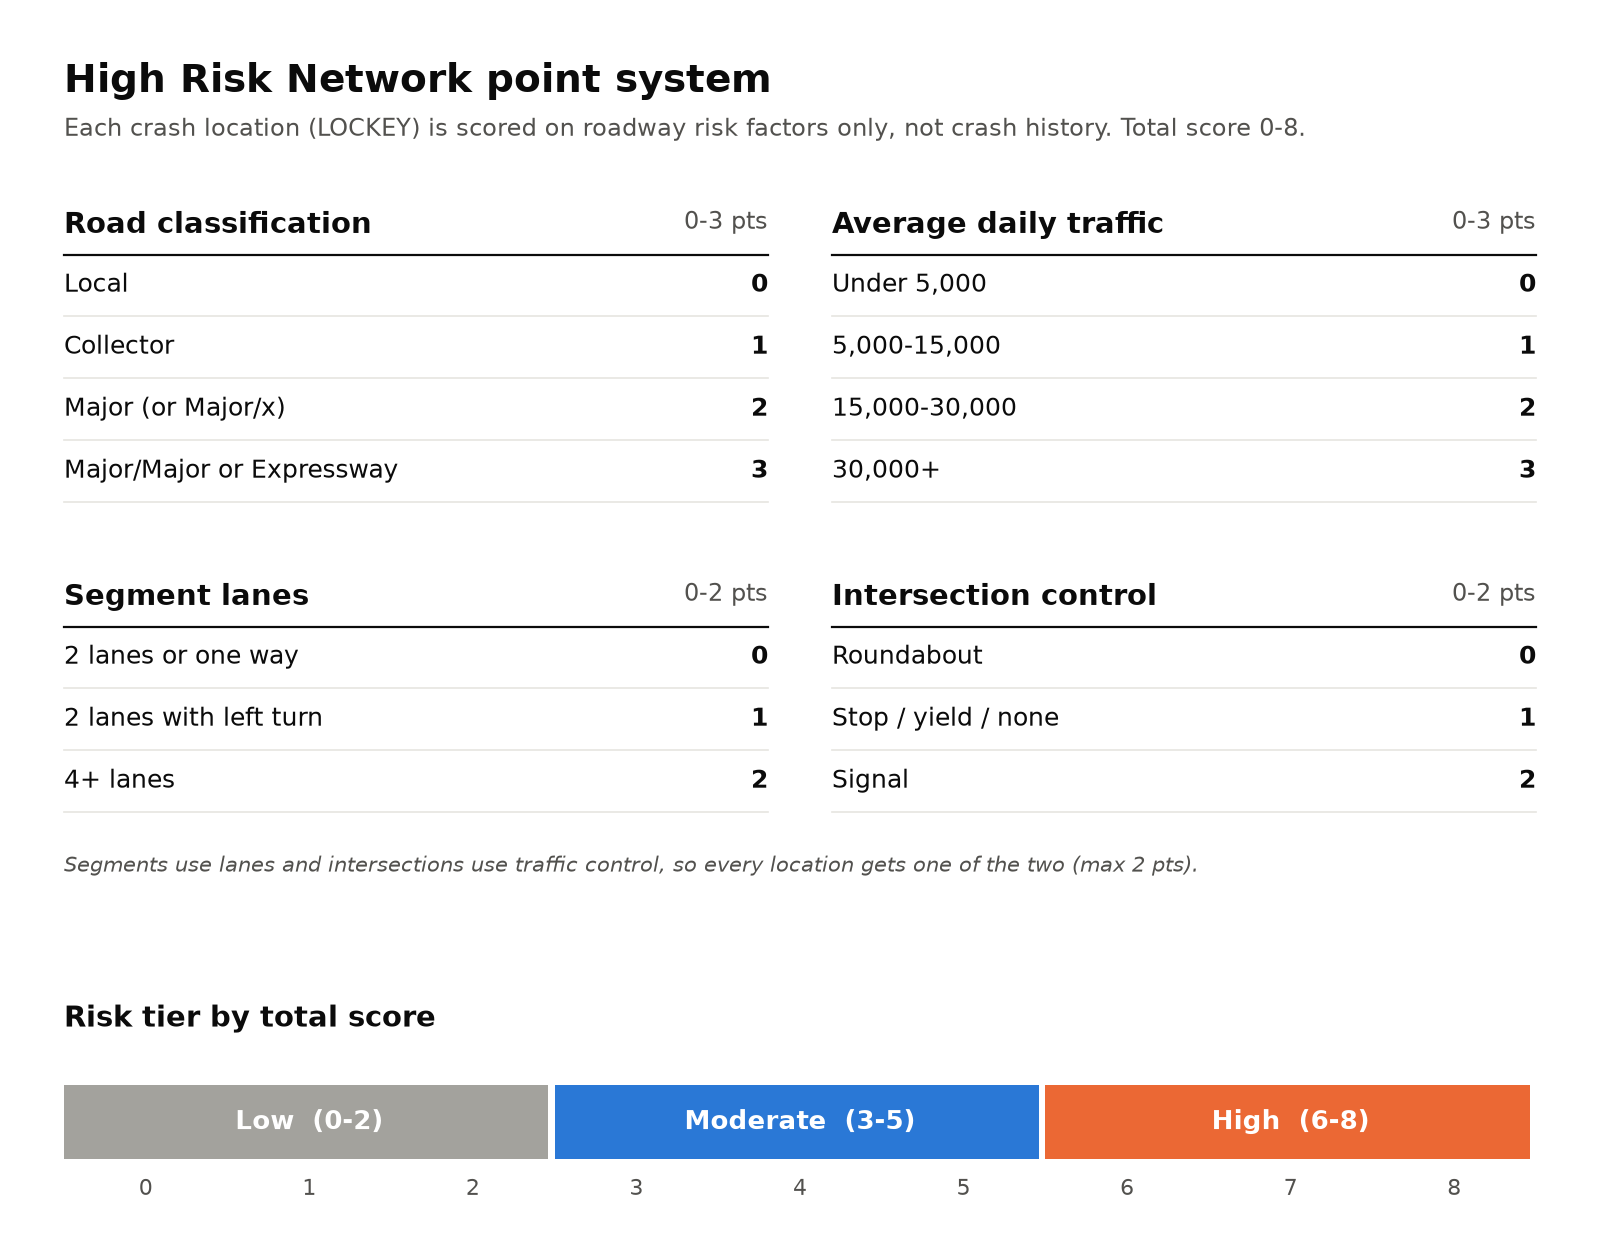 High Risk Network point system
Each crash location (LOCKEY) is scored on roadway risk factors only, not crash history. Total score 0-8.
Road classification 0-3 pts
Local 0
Collector 1
Major (or Major/x) 2
Major/Major or Expressway 3
Average daily traffic 0-3 pts
Under 5,000 0
5,000-15,000 1
15,000-30,000 2
30,000+ 3
Segment lanes 0-2 pts
2 lanes or one way 0
2 lanes with left turn 1
4+ lanes 2
Intersection control 0-2 pts
Roundabout 0
Stop / yield / none 1
Signal 2
Segments use lanes and intersections use traffic control, so every location gets one of the two (max 2 pts).
Risk tier by total score
Low (0-2) Moderate (3-5) High (6-8)
0 1 2 3 4 5 6 7 8